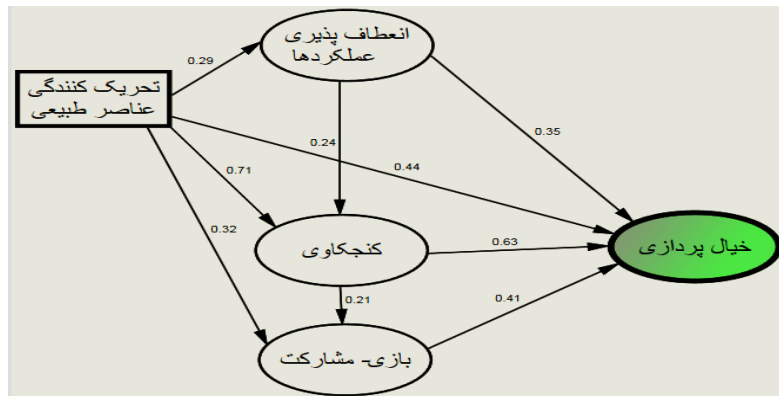 انعطاف پذیری
عملکردها
0.29
تحریک کنندگی
عناصر طبیعی
0.35
0.24
0.44
0.71
0.32
کنجکاوی
0.63
خیال پردازی
0.21
0.41
بازی- مشارکت